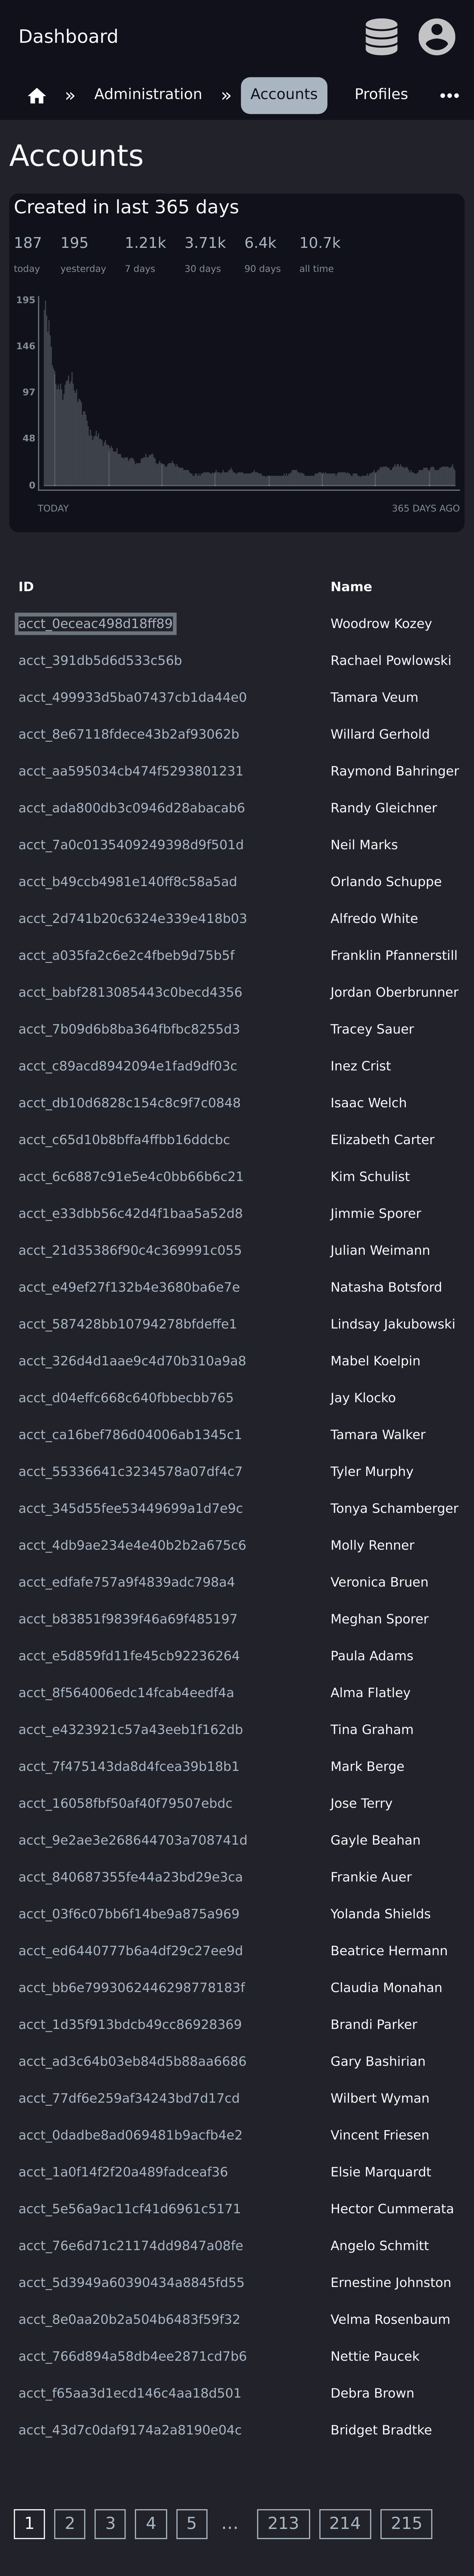 Dashboard
» Administration » Accounts Profiles •••
Accounts
Created in last 365 days
187 195 1.21k 3.71k 6.4k 10.7k
today yesterday 7 days 30 days 90 days all time
195
146
97
48
0
TODAY 365 DAYS AGO
ID Name
acct_0eceac498d18ff89 Woodrow Kozey
acct_391db5d6d533c56b Rachael Powlowski
acct_499933d5ba07437cb1da44e0 Tamara Veum
acct_8e67118fdece43b2af93062b Willard Gerhold
acct_aa595034cb474f5293801231 Raymond Bahringer
acct_ada800db3c0946d28abacab6 Randy Gleichner
acct_7a0c0135409249398d9f501d Neil Marks
acct_b49ccb4981e140ff8c58a5ad Orlando Schuppe
acct_2d741b20c6324e339e418b03 Alfredo White
acct_a035fa2c6e2c4fbeb9d75b5f Franklin Pfannerstill
acct_babf2813085443c0becd4356 Jordan Oberbrunner
acct_7b09d6b8ba364fbfbc8255d3 Tracey Sauer
acct_c89acd8942094e1fad9df03c Inez Crist
acct_db10d6828c154c8c9f7c0848 Isaac Welch
acct_c65d10b8bffa4ffbb16ddcbc Elizabeth Carter
acct_6c6887c91e5e4c0bb66b6c21 Kim Schulist
acct_e33dbb56c42d4f1baa5a52d8 Jimmie Sporer
acct_21d35386f90c4c369991c055 Julian Weimann
acct_e49ef27f132b4e3680ba6e7e Natasha Botsford
acct_587428bb10794278bfdeffe1 Lindsay Jakubowski
acct_326d4d1aae9c4d70b310a9a8 Mabel Koelpin
acct_d04effc668c640fbbecbb765 Jay Klocko
acct_ca16bef786d04006ab1345c1 Tamara Walker
acct_55336641c3234578a07df4c7 Tyler Murphy
acct_345d55fee53449699a1d7e9c Tonya Schamberger
acct_4db9ae234e4e40b2b2a675c6 Molly Renner
acct_edfafe757a9f4839adc798a4 Veronica Bruen
acct_b83851f9839f46a69f485197 Meghan Sporer
acct_e5d859fd11fe45cb92236264 Paula Adams
acct_8f564006edc14fcab4eedf4a Alma Flatley
acct_e4323921c57a43eeb1f162db Tina Graham
acct_7f475143da8d4fcea39b18b1 Mark Berge
acct_16058fbf50af40f79507ebdc Jose Terry
acct_9e2ae3e268644703a708741d Gayle Beahan
acct_840687355fe44a23bd29e3ca Frankie Auer
acct_03f6c07bb6f14be9a875a969 Yolanda Shields
acct_ed6440777b6a4df29c27ee9d Beatrice Hermann
acct_bb6e7993062446298778183f Claudia Monahan
acct_1d35f913bdcb49cc86928369 Brandi Parker
acct_ad3c64b03eb84d5b88aa6686 Gary Bashirian
acct_77df6e259af34243bd7d17cd Wilbert Wyman
acct_0dadbe8ad069481b9acfb4e2 Vincent Friesen
acct_1a0f14f2f20a489fadceaf36 Elsie Marquardt
acct_5e56a9ac11cf41d6961c5171 Hector Cummerata
acct_76e6d71c21174dd9847a08fe Angelo Schmitt
acct_5d3949a60390434a8845fd55 Ernestine Johnston
acct_8e0aa20b2a504b6483f59f32 Velma Rosenbaum
acct_766d894a58db4ee2871cd7b6 Nettie Paucek
acct_f65aa3d1ecd146c4aa18d501 Debra Brown
acct_43d7c0daf9174a2a8190e04c Bridget Bradtke
1 2 3 4 5 … 213 214 215